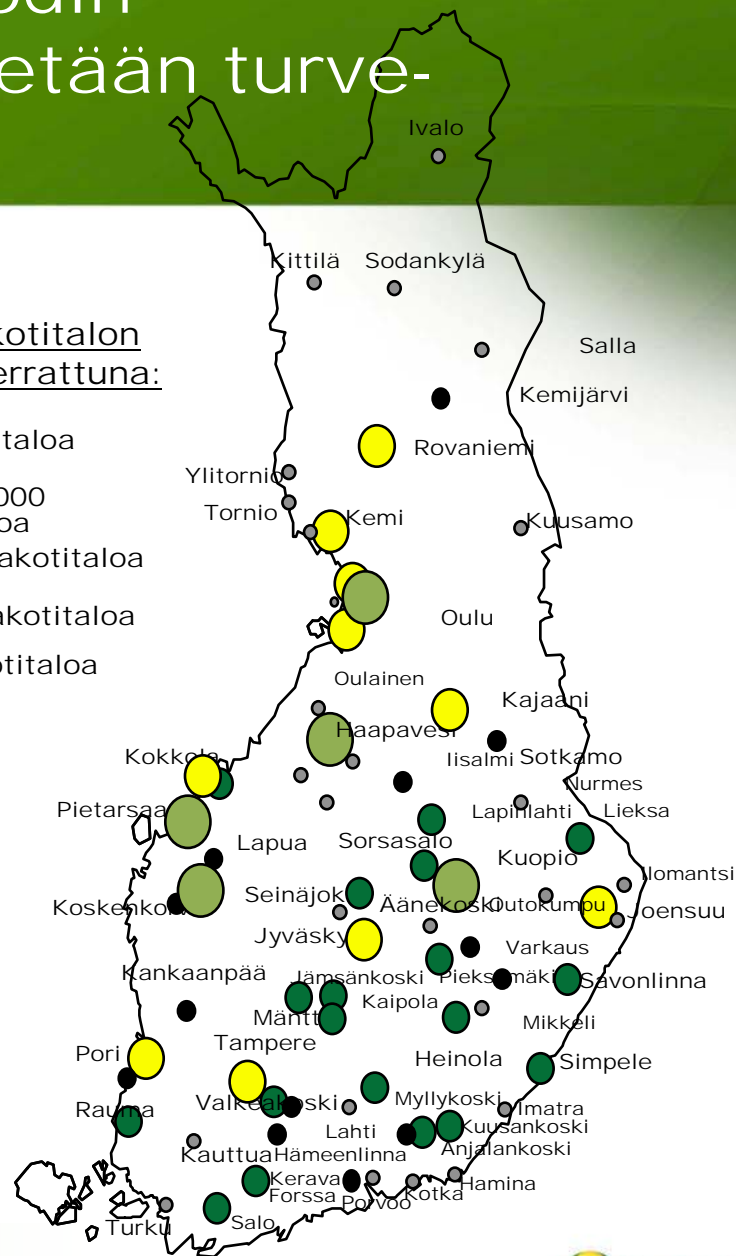 etään turve-
Ivalo
Kittilä Sodankylä
kotitalon
errattuna:
Salla
Kemijärvi
taloa
Rovaniemi
Ylitornio
000
Tornio
Kemi
Kuusamo
oa
akotitaloa
akotitaloa
Oulu
otitaloa
Oulainen
Kajaani
Haapavesi
Kokkola
Iisalmi Sotkamo
Nurmes
Pietarsaa
Lapinlahti Lieksa
Lapua
Sorsasalo
Kuopio
Ilomantsi
Koskenkor
Seinäjok
Äänekoski
Outokumpu
Joensuu
Jyväsky
Varkaus
Kankaanpää
Jämsänkoski
Pieksämäki
Savonlinna
Kaipola
Mäntt
Mikkeli
Tampere
Pori
Heinola
Simpele
Rauma
Valkeakoski
Myllykoski
Imatra
Kuusankoski
Lahti
Anjalankoski
Kauttua Hämeenlinna
Kerava
Hamina
Forssa
Porvoo
Kotka
Turku
Salo